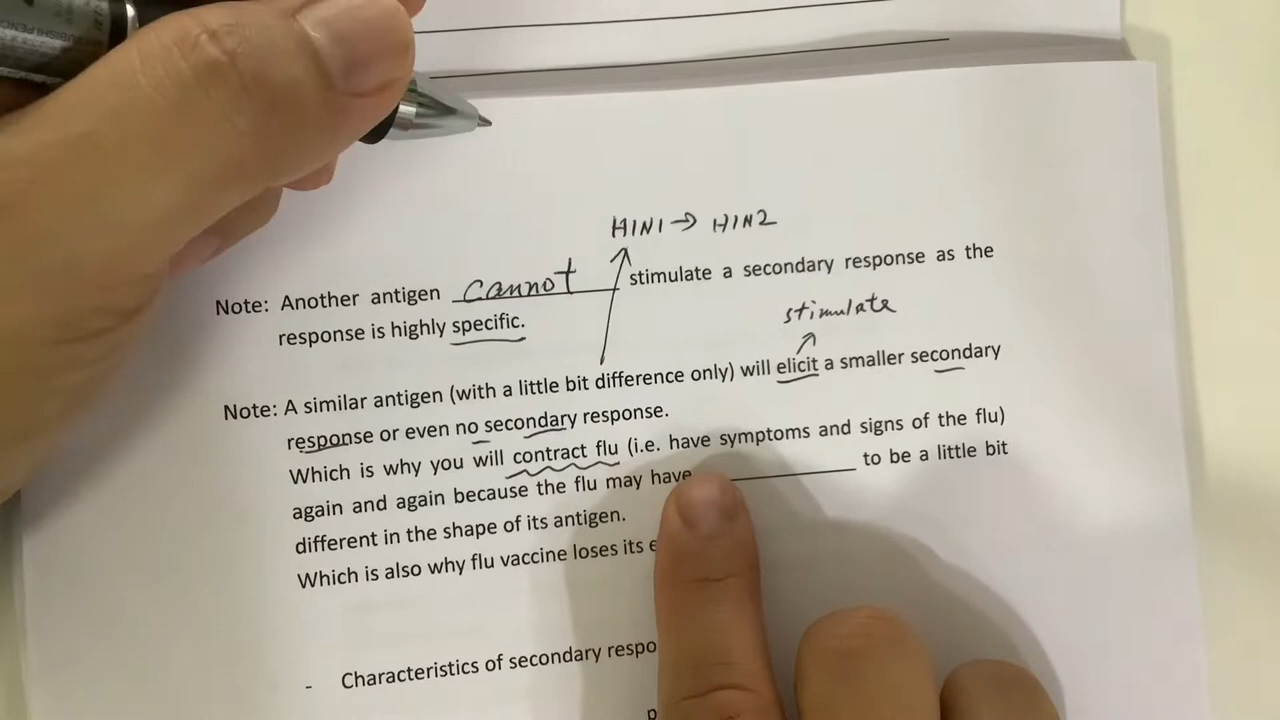 H1N1 → H1N2
Note: Another antigen cannot stimulate a secondary response as the
response is highly specific.
stimulate
Note: A similar antigen (with a little bit difference only) will elicit a smaller secondary
response or even no secondary response.
Which is why you will contract flu (i.e. have symptoms and signs of the flu)
again and again because the flu may have __________ to be a little bit
different in the shape of its antigen.
Which is also why flu vaccine loses its
- Characteristics of secondary respo